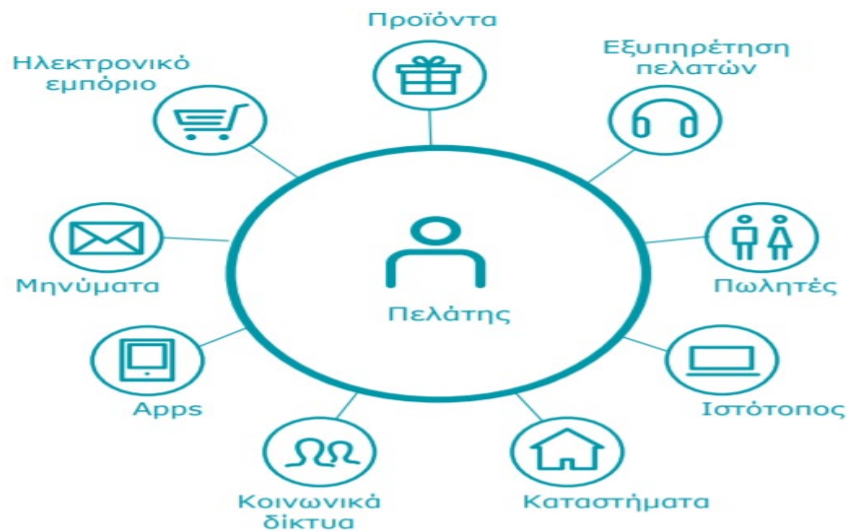 Προϊόντα
Εξυπηρέτηση
πελατών
Ηλεκτρονικό
εμπόριο
Μηνύματα
Πωλητές
Πελάτης
Apps
Ιστότοπος
Κοινωνικά
δίκτυα
Καταστήματα